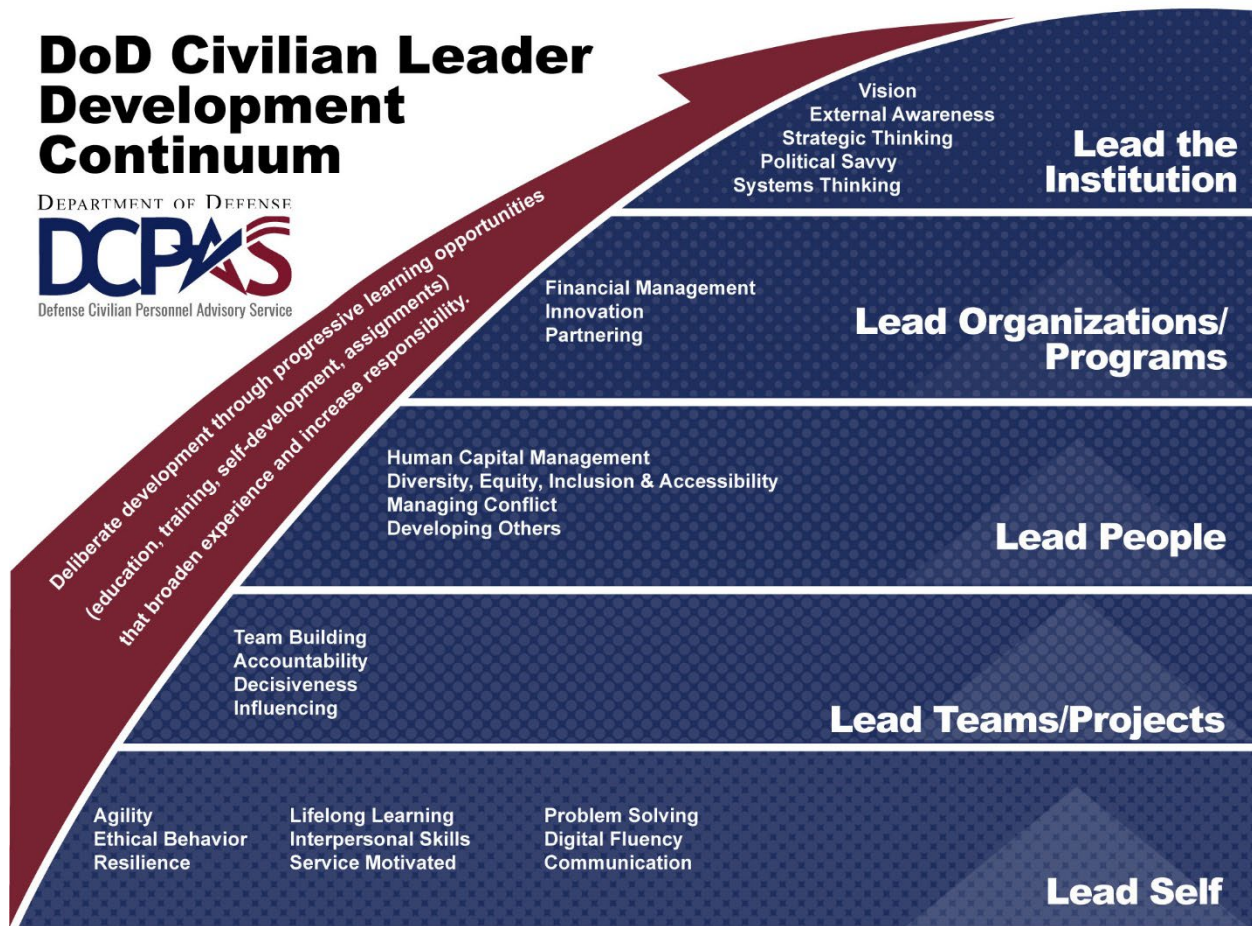 DoD Civilian Leader
Development
Continuum
DEPARTMENT OF DEFENSE
DCPAS
Defense Civilian Personnel Advisory Service
Deliberate development through progressive learning opportunities
(education, training, self-development, assignments)
that broaden experience and increase responsibility.
Vision
External Awareness
Strategic Thinking
Political Savvy
Systems Thinking
Lead the
Institution
Financial Management
Innovation
Partnering
Lead Organizations/
Programs
Human Capital Management
Diversity, Equity, Inclusion & Accessibility
Managing Conflict
Developing Others
Lead People
Team Building
Accountability
Decisiveness
Influencing
Lead Teams/Projects
Agility
Ethical Behavior
Resilience
Lifelong Learning
Interpersonal Skills
Service Motivated
Problem Solving
Digital Fluency
Communication
Lead Self